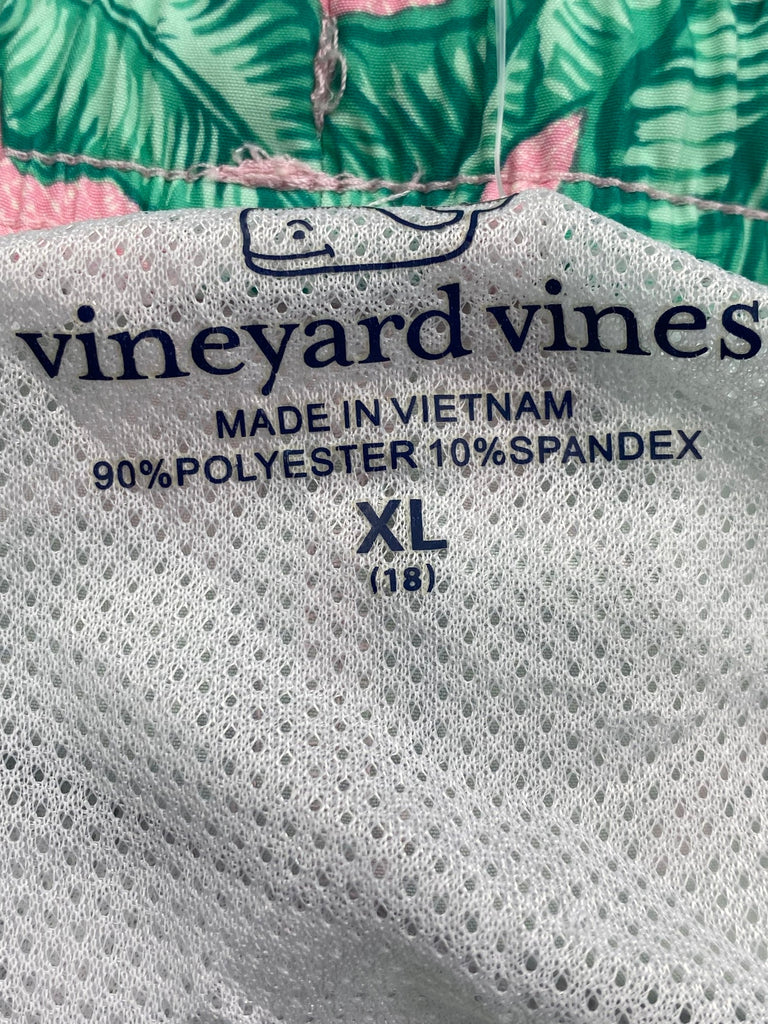 vineyard vines
MADE IN VIETNAM
90%POLYESTER 10%SPANDEX
XL
(18)